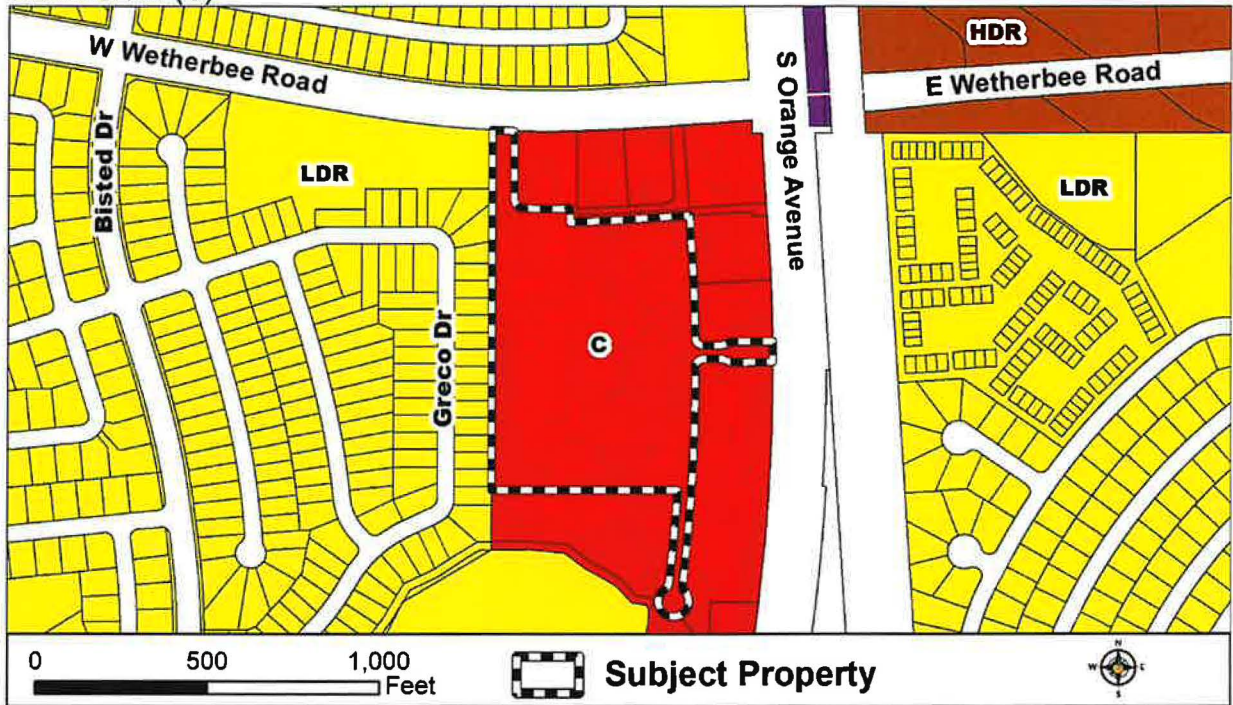 W Wetherbee Road
S Orange Avenue
HDR
E Wetherbee Road
Bisted Dr
LDR
LDR
Greco Dr
C
0 500 1,000
Feet
Subject Property
N
W E
S